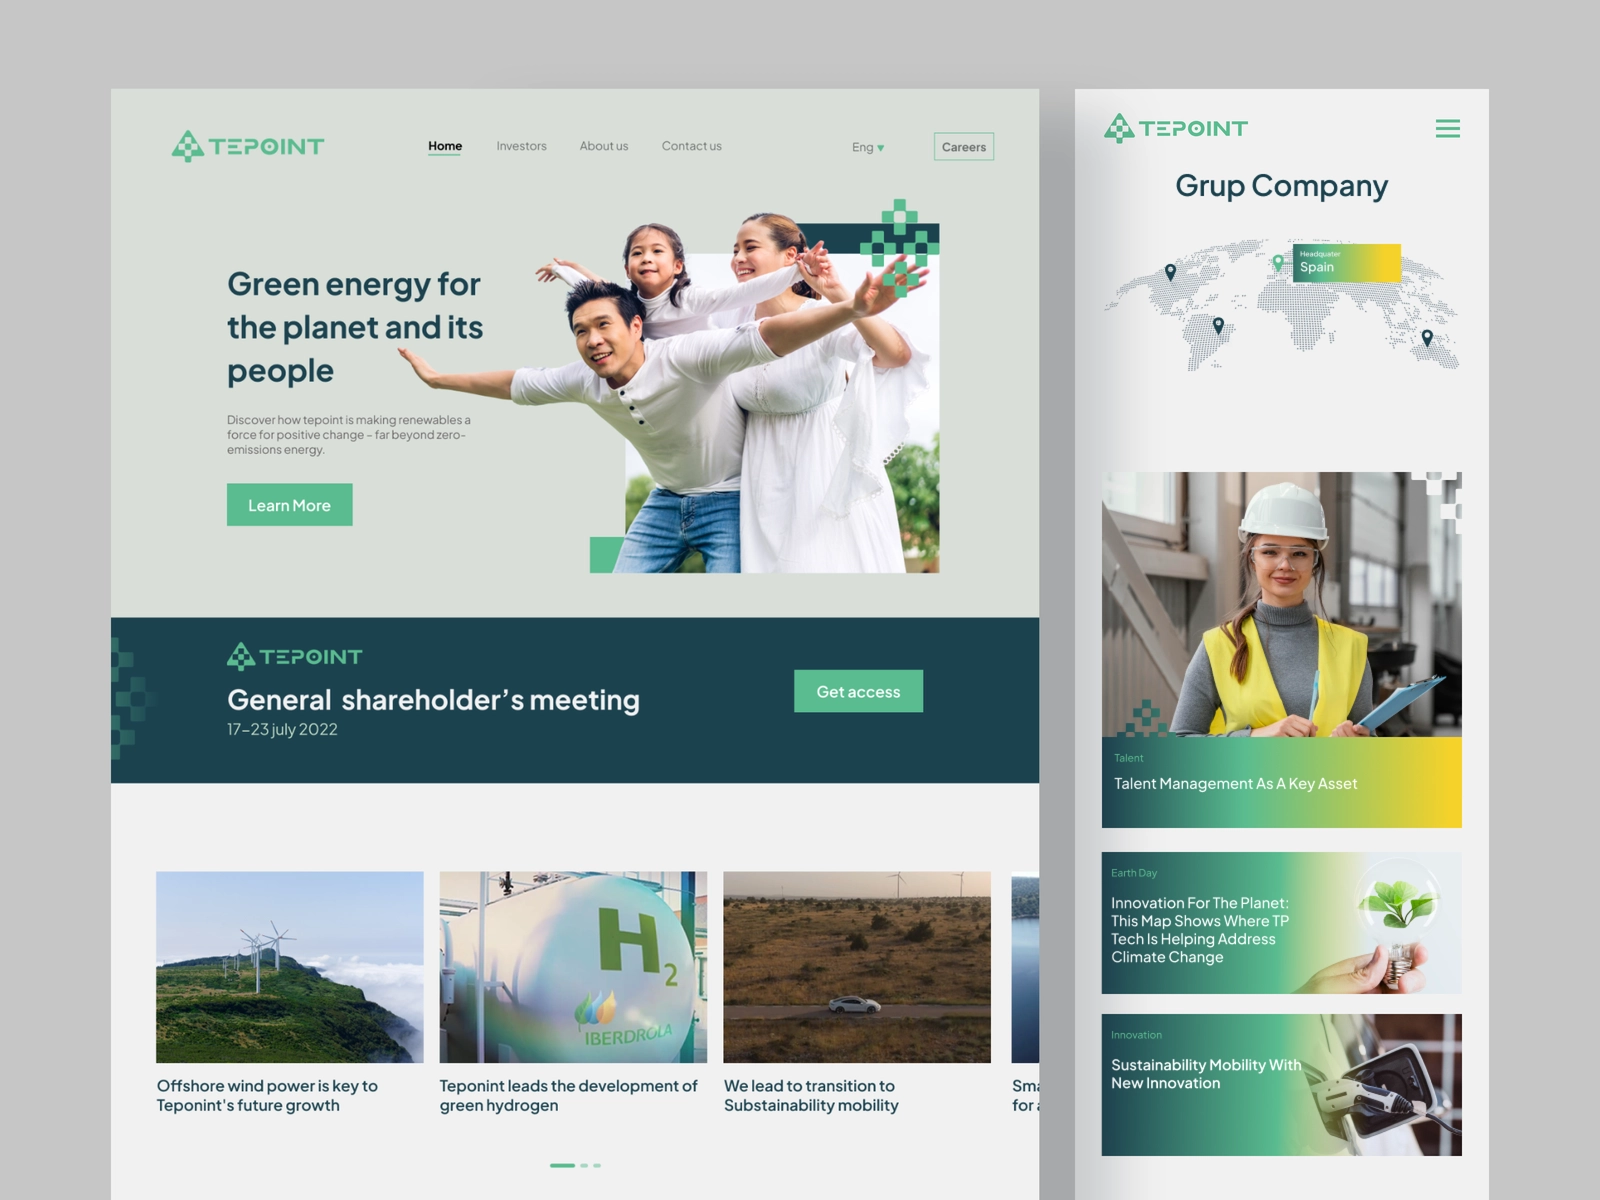 TEPOINT
Home
Investors
About us
Contact us
Eng
Careers
Green energy for
the planet and its
people
Discover how tepoint is making renewables a
force for positive change – far beyond zero-
emissions energy.
Learn More
TEPOINT
General shareholder's meeting
17–23 july 2022
Get access
H2
IBERDROLA
Offshore wind power is key to
Teponint's future growth
Teponint leads the development of
green hydrogen
We lead to transition to
Substainability mobility
Sma
for
TEPOINT
Grup Company
Headquater
Spain
Talent
Talent Management As A Key Asset
Earth Day
Innovation For The Planet:
This Map Shows Where TP
Tech Is Helping Address
Climate Change
Innovation
Sustainability Mobility With
New Innovation